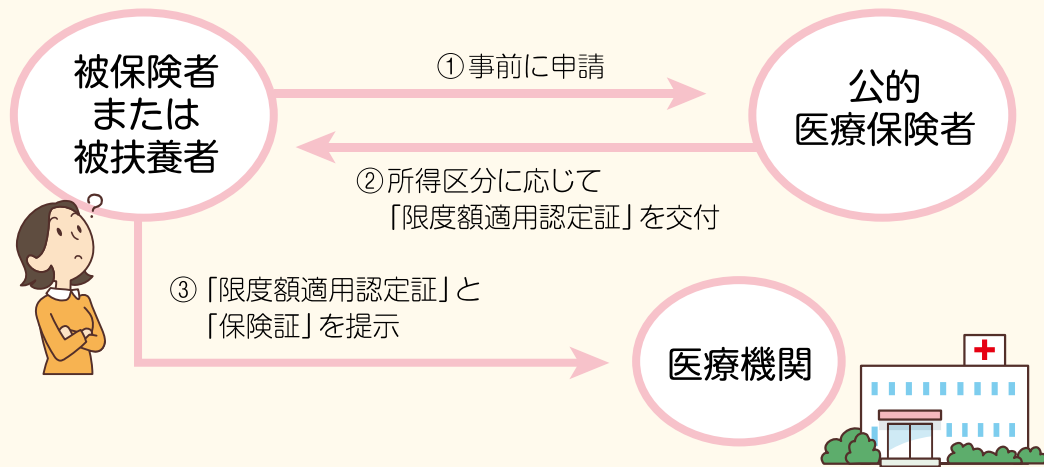 被保険者
または
被扶養者
①事前に申請
公的
医療保険者
②所得区分に応じて
「限度額適用認定証」を交付
?
③「限度額適用認定証」と
「保険証」を提示
医療機関